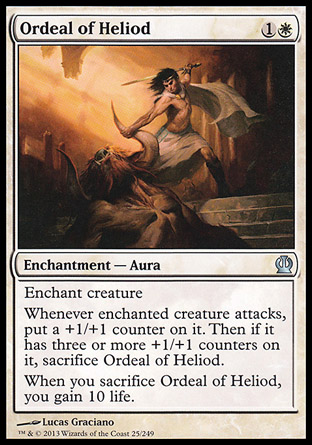 Ordeal of Heliod 1
Enchantment — Aura
Enchant creature
Whenever enchanted creature attacks,
put a +1/+1 counter on it. Then if it
has three or more +1/+1 counters on
it, sacrifice Ordeal of Heliod.
When you sacrifice Ordeal of Heliod,
you gain 10 life.
Lucas Graciano
™ & © 2013 Wizards of the Coast 25/249